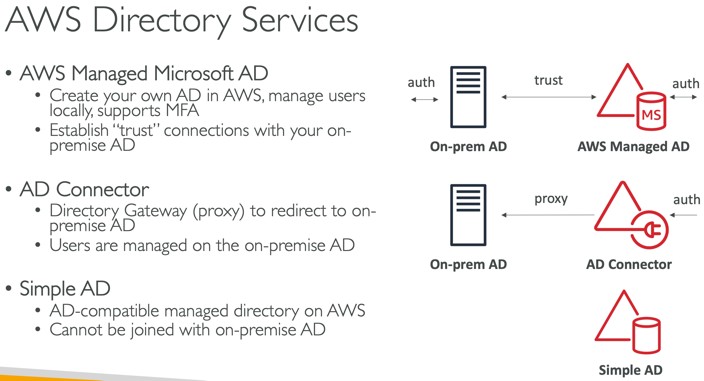 AWS Directory Services
• AWS Managed Microsoft AD
• Create your own AD in AWS, manage users
locally, supports MFA
• Establish “trust” connections with your on-
premise AD
• AD Connector
• Directory Gateway (proxy) to redirect to on-
premise AD
• Users are managed on the on-premise AD
• Simple AD
• AD-compatible managed directory on AWS
• Cannot be joined with on-premise AD
auth
trust
auth
MS
On-prem AD
AWS Managed AD
proxy
auth
On-prem AD
AD Connector
Simple AD